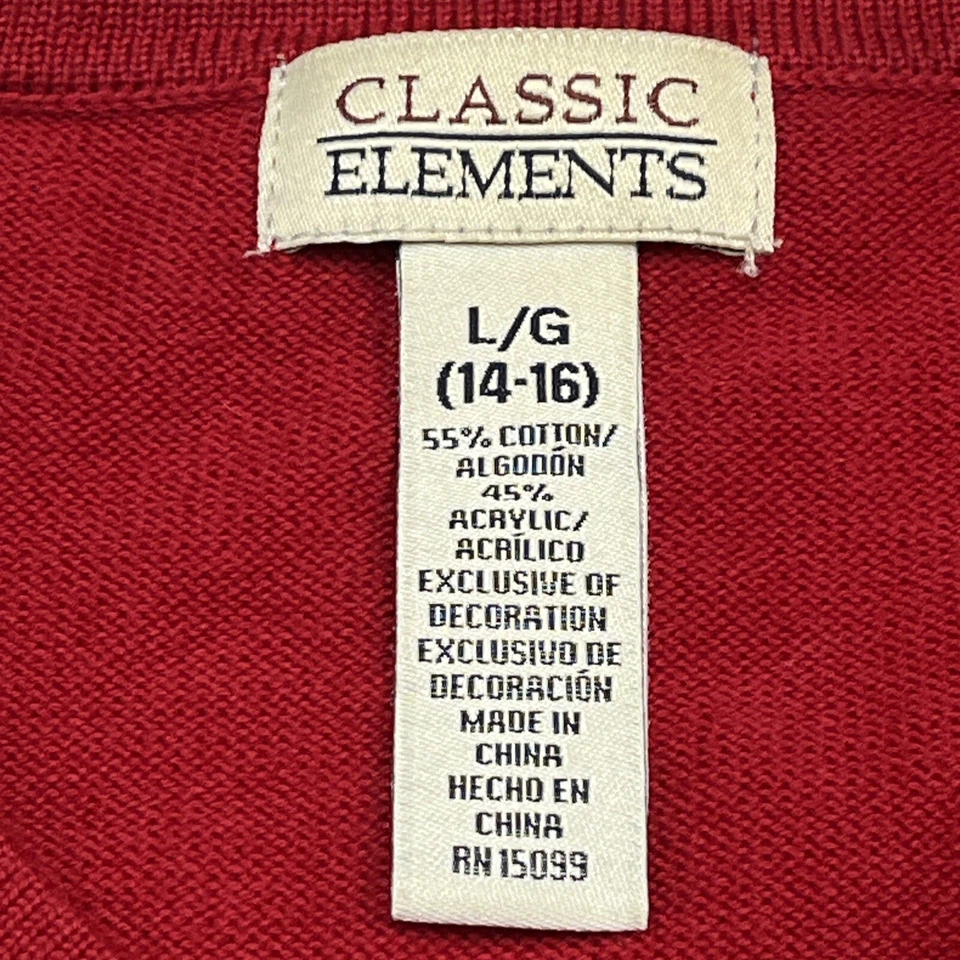 CLASSIC
ELEMENTS
L/G
(14-16)
55% COTTON/
ALGODÓN
45%
ACRYLIC/
ACRÍLICO
EXCLUSIVE OF
DECORATION
EXCLUSIVO DE
DECORACIÓN
MADE IN
CHINA
HECHO EN
CHINA
RN 15099